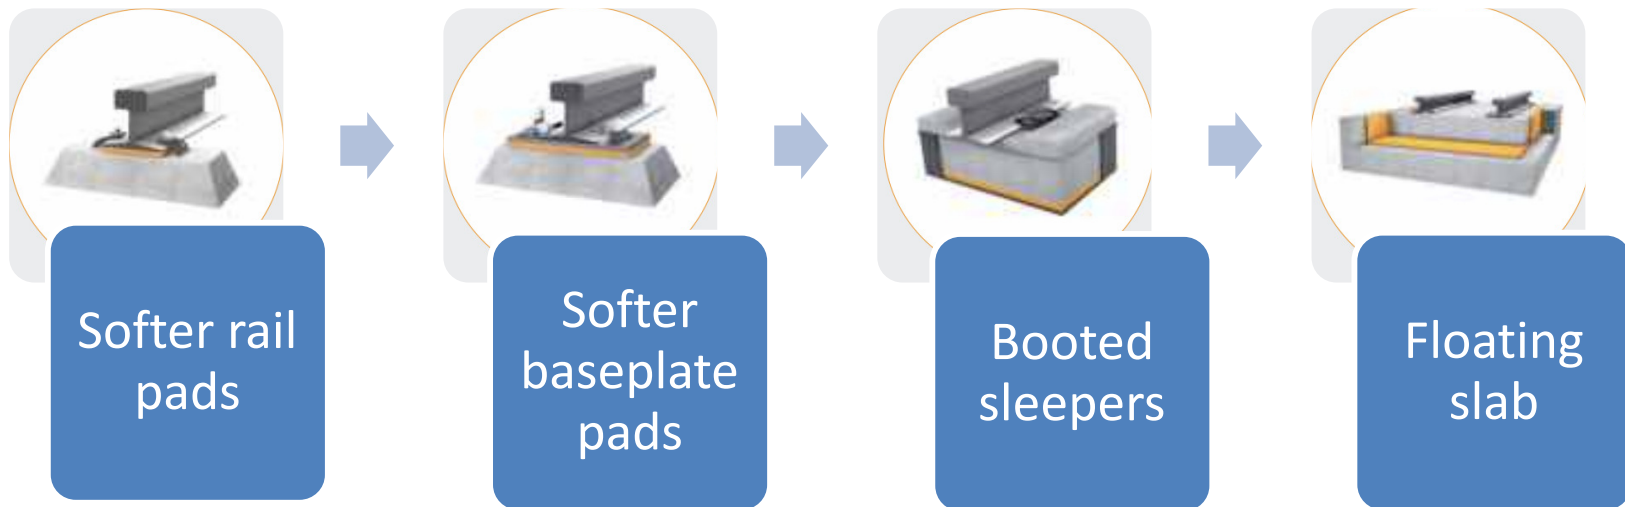 Softer rail
pads
Softer
baseplate
pads
Booted
sleepers
Floating
slab